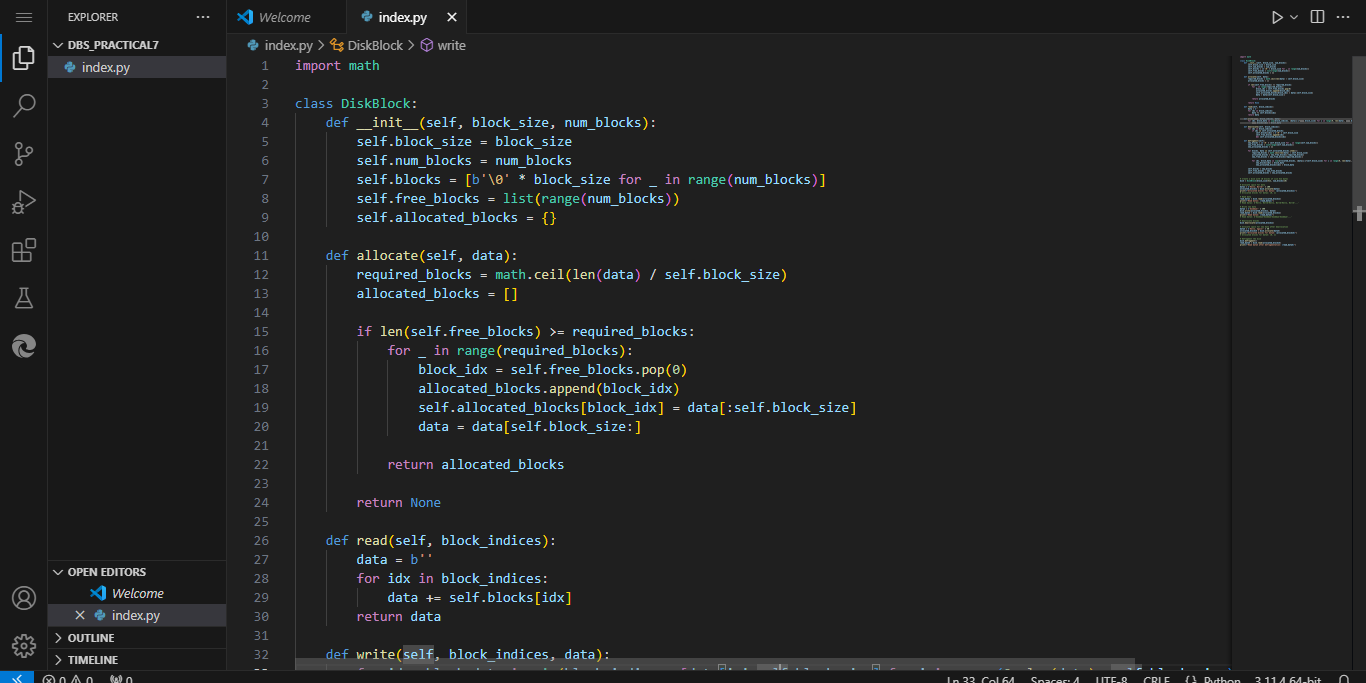 EXPLORER
DBS_PRACTICAL7
index.py
OPEN EDITORS
Welcome
index.py
OUTLINE
TIMELINE
Welcome
index.py
index.py > DiskBlock > write
1 import math
2
3 class DiskBlock:
4 def __init__(self, block_size, num_blocks):
5 self.block_size = block_size
6 self.num_blocks = num_blocks
7 self.blocks = [b'\0' * block_size for _ in range(num_blocks)]
8 self.free_blocks = list(range(num_blocks))
9 self.allocated_blocks = {}
10
11 def allocate(self, data):
12 required_blocks = math.ceil(len(data) / self.block_size)
13 allocated_blocks = []
14
15 if len(self.free_blocks) >= required_blocks:
16 for _ in range(required_blocks):
17 block_idx = self.free_blocks.pop(0)
18 allocated_blocks.append(block_idx)
19 self.allocated_blocks[block_idx] = data[:self.block_size]
20 data = data[self.block_size:]
21
22 return allocated_blocks
23
24 return None
25
26 def read(self, block_indices):
27 data = b''
28 for idx in block_indices:
29 data += self.blocks[idx]
30 return data
31
32 def write(self, block_indices, data):
0 0 0
Ln 33, Col 64 Spaces: 4 UTF-8 CRLF {} Python 3.11.4 64-bit